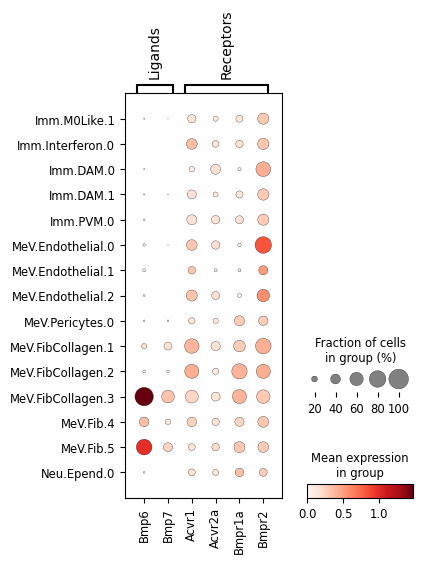 Ligands
Receptors
Imm.M0Like.1
Imm.Interferon.0
Imm.DAM.0
Imm.DAM.1
Imm.PVM.0
MeV.Endothelial.0
MeV.Endothelial.1
MeV.Endothelial.2
MeV.Pericytes.0
MeV.FibCollagen.1
MeV.FibCollagen.2
MeV.FibCollagen.3
MeV.Fib.4
MeV.Fib.5
Neu.Epend.0
Bmp6
Bmp7
Acvr1
Acvr2a
Bmpr1a
Bmpr2
Fraction of cells
in group (%)
20 40 60 80 100
Mean expression
in group
0.0 0.5 1.0